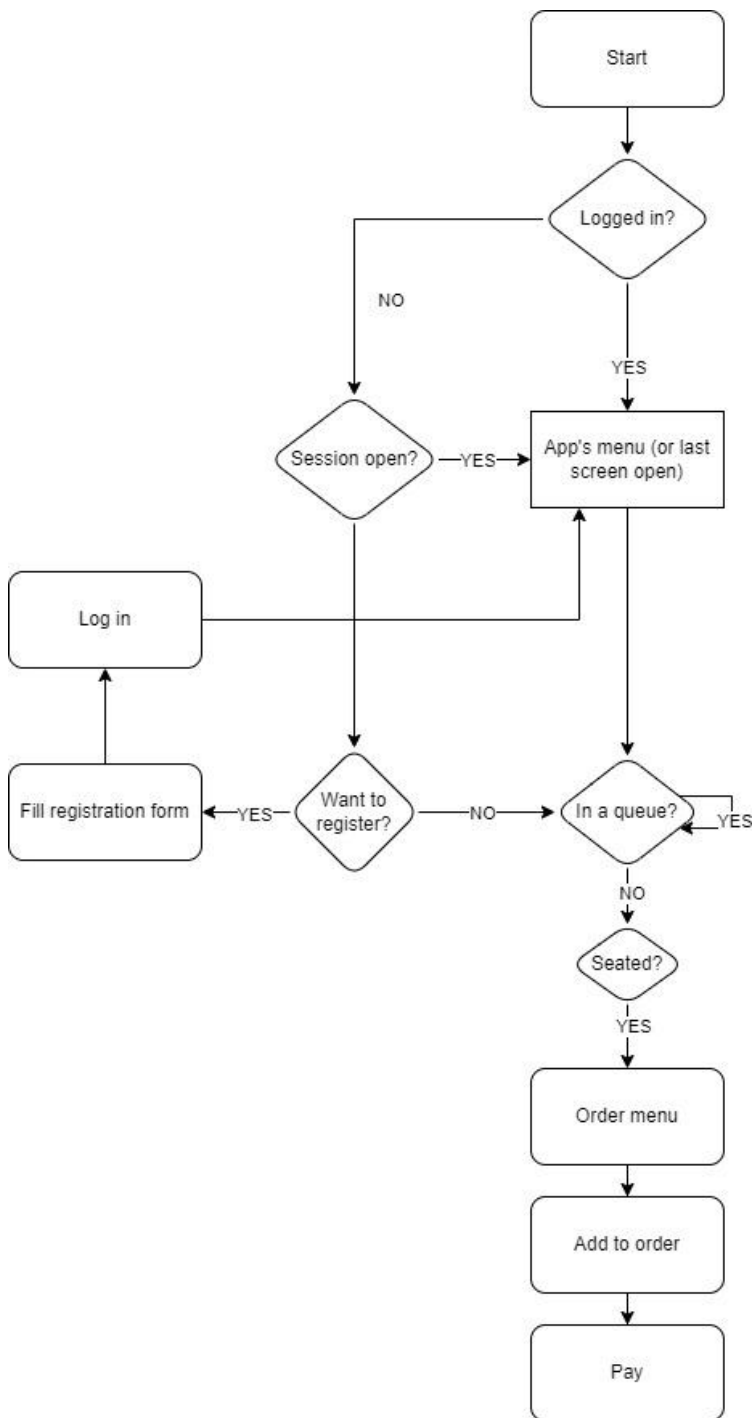 Start
Logged in?
NO
YES
Session open?
YES
App's menu (or last
screen open)
Log in
Fill registration form
YES
Want to
register?
NO
In a queue?
YES
NO
Seated?
YES
Order menu
Add to order
Pay